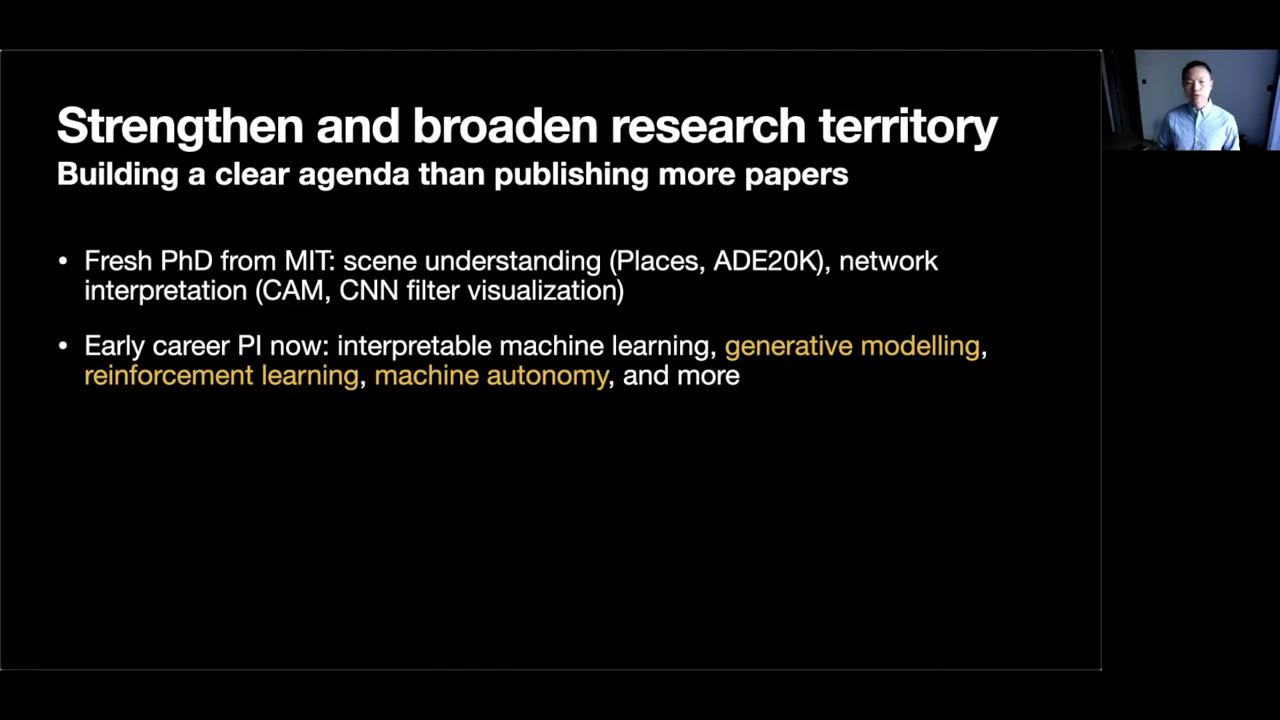 Strengthen and broaden research territory
Building a clear agenda than publishing more papers
• Fresh PhD from MIT: scene understanding (Places, ADE20K), network
interpretation (CAM, CNN filter visualization)
• Early career PI now: interpretable machine learning, generative modelling,
reinforcement learning, machine autonomy, and more